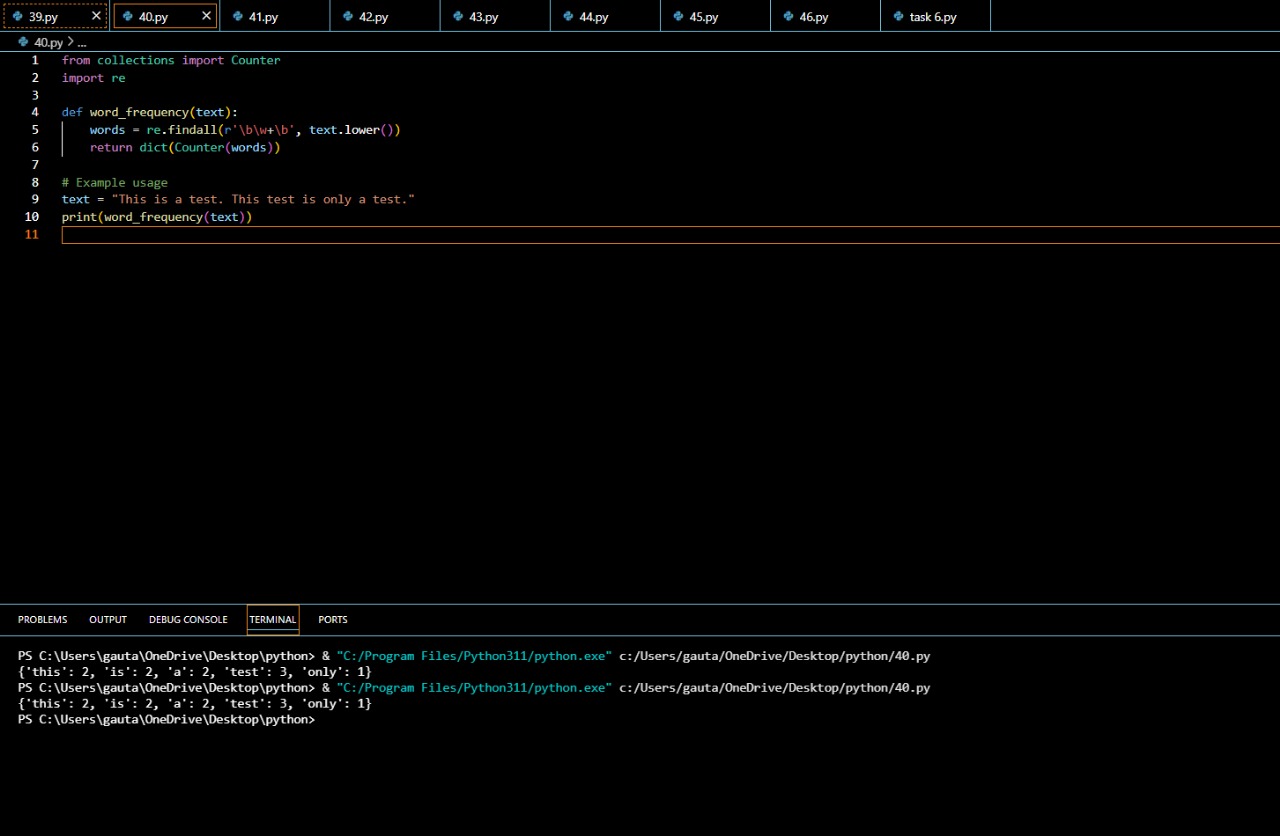 39.py 40.py 41.py 42.py 43.py 44.py 45.py 46.py task 6.py
40.py > ...
1 from collections import Counter
2 import re
3
4 def word_frequency(text):
5     words = re.findall(r'\b\w+\b', text.lower())
6     return dict(Counter(words))
7
8 # Example usage
9 text = "This is a test. This test is only a test."
10 print(word_frequency(text))
11
PROBLEMS OUTPUT DEBUG CONSOLE TERMINAL PORTS
PS C:\Users\gauta\OneDrive\Desktop\python> & "C:/Program Files/Python311/python.exe" c:/Users/gauta/OneDrive/Desktop/python/40.py
{'this': 2, 'is': 2, 'a': 2, 'test': 3, 'only': 1}
PS C:\Users\gauta\OneDrive\Desktop\python> & "C:/Program Files/Python311/python.exe" c:/Users/gauta/OneDrive/Desktop/python/40.py
{'this': 2, 'is': 2, 'a': 2, 'test': 3, 'only': 1}
PS C:\Users\gauta\OneDrive\Desktop\python>